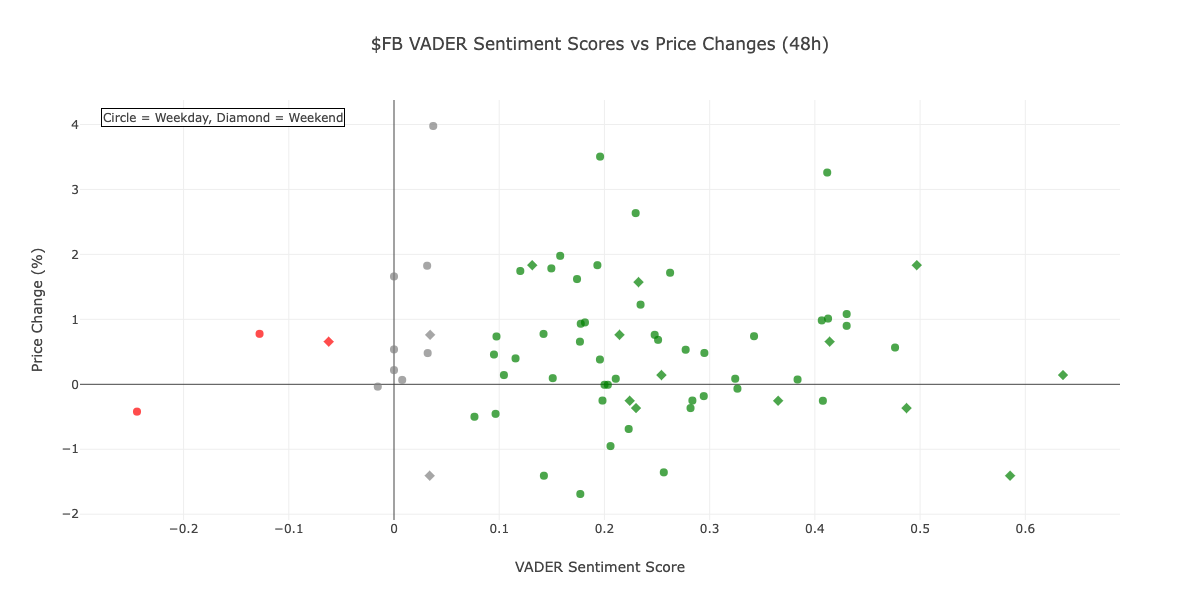 $FB VADER Sentiment Scores vs Price Changes (48h)
Circle = Weekday, Diamond = Weekend
4
3
2
1
0
−1
−2
Price Change (%)
−0.2 −0.1 0 0.1 0.2 0.3 0.4 0.5 0.6
VADER Sentiment Score